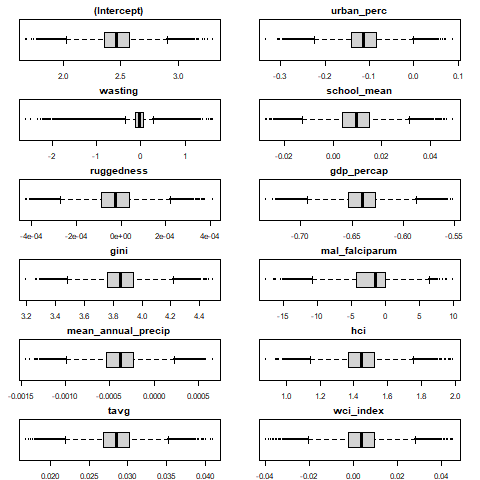 (Intercept) urban_perc
2.0 2.5 3.0 -0.3 -0.2 -0.1 0.0 0.1
wasting school_mean
-2 -1 0 1 -0.02 0.00 0.02 0.04
ruggedness gdp_percap
-4e-04 -2e-04 0e+00 2e-04 4e-04 -0.70 -0.65 -0.60 -0.55
gini mal_falciparum
3.2 3.4 3.6 3.8 4.0 4.2 4.4 -15 -10 -5 0 5 10
mean_annual_precip hci
-0.0015 -0.0010 -0.0005 0.0000 0.0005 1.0 1.2 1.4 1.6 1.8 2.0
tavg wci_index
0.020 0.025 0.030 0.035 0.040 -0.04 -0.02 0.00 0.02 0.04